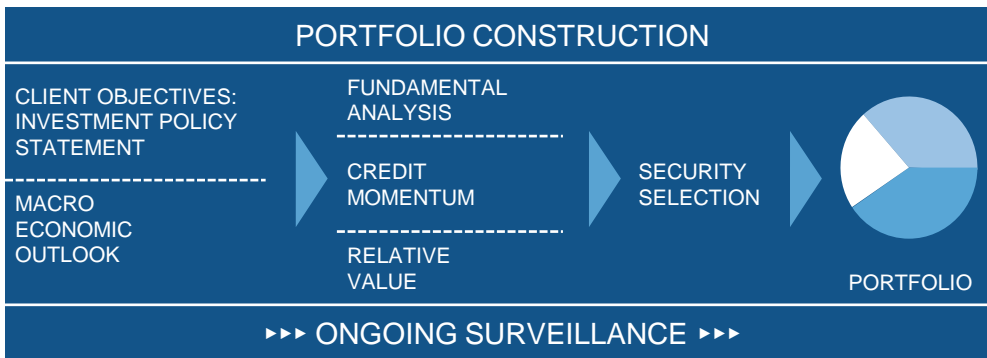 PORTFOLIO CONSTRUCTION
CLIENT OBJECTIVES:
INVESTMENT POLICY
STATEMENT
MACRO
ECONOMIC
OUTLOOK
FUNDAMENTAL
ANALYSIS
CREDIT
MOMENTUM
RELATIVE
VALUE
SECURITY
SELECTION
PORTFOLIO
ONGOING SURVEILLANCE